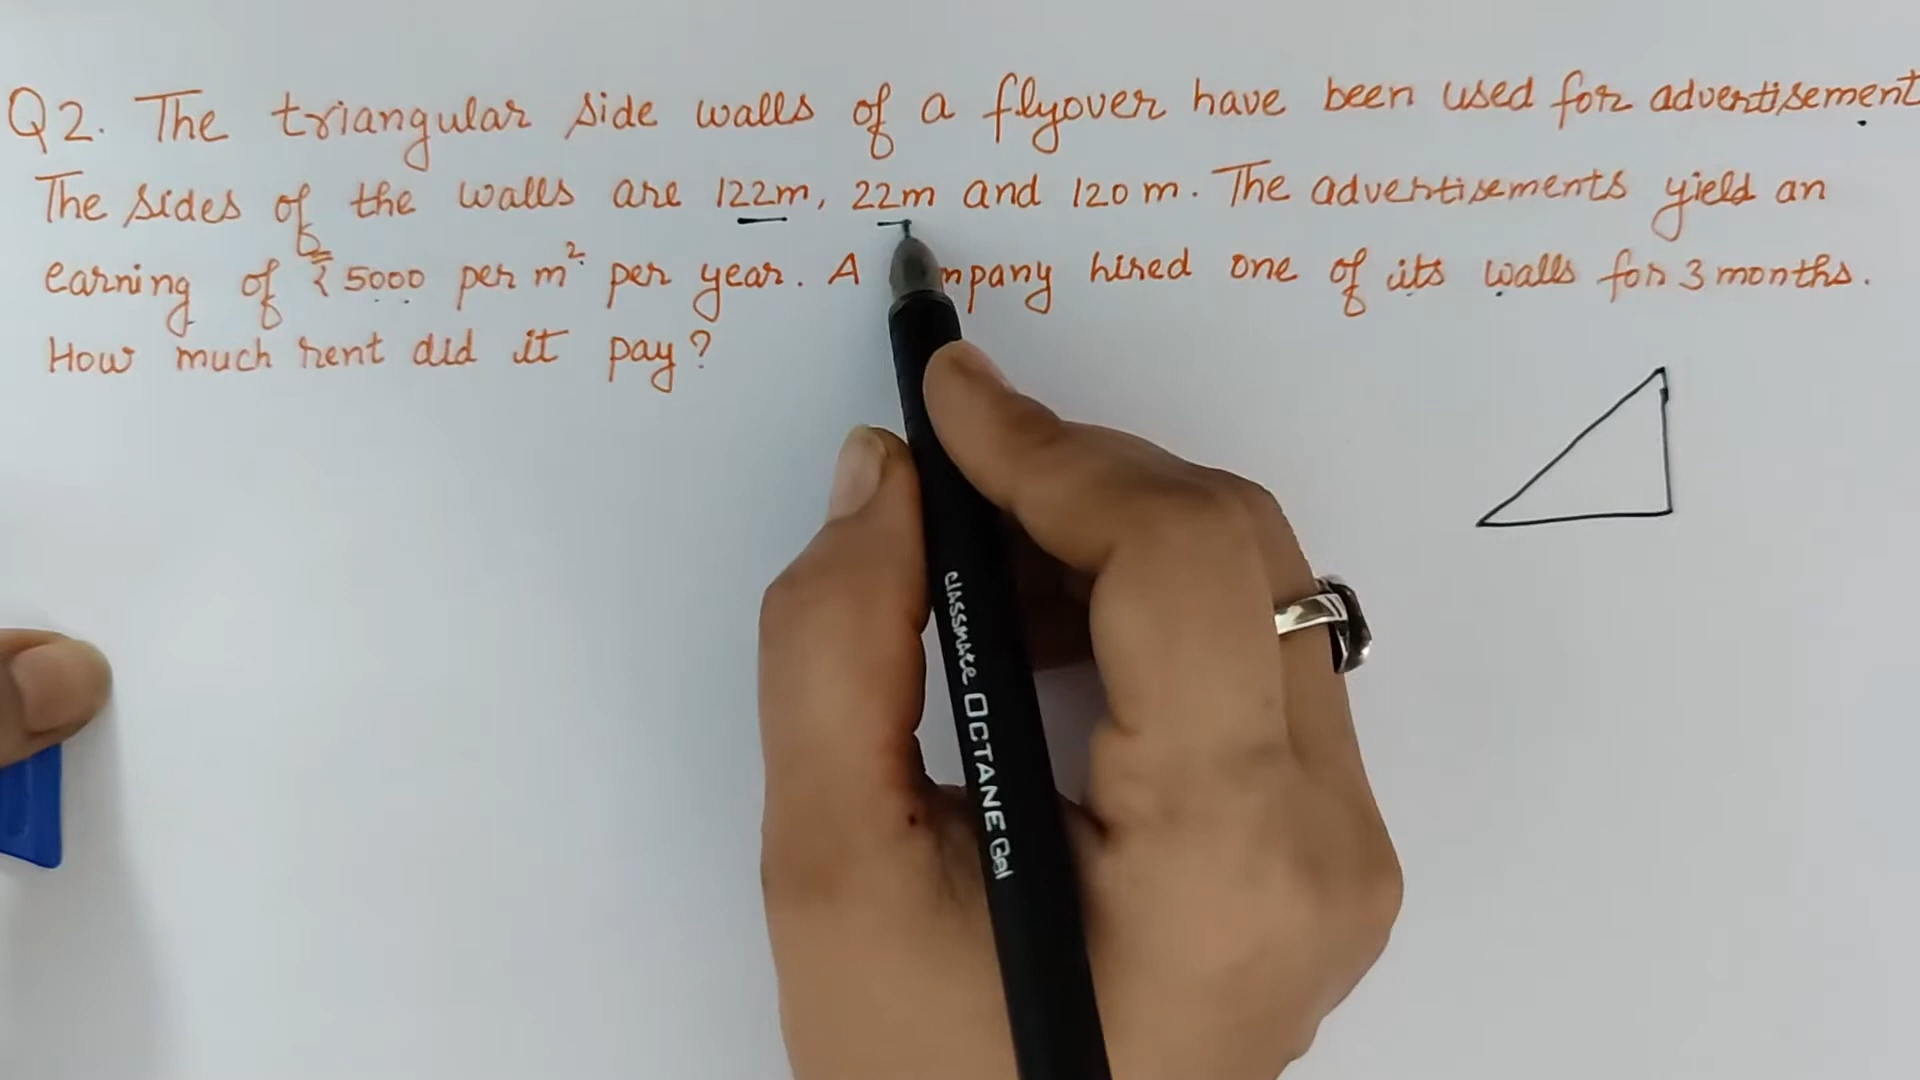 Q2. The triangular side walls of a flyover have been used for advertisement
The sides of the walls are 122m, 22m and 120 m. The advertisements yield an
earning of ₹ 5000 per m² per year. A mpany hired one of its walls for 3 months.
How much rent did it pay?
classmate OCTANE Gel